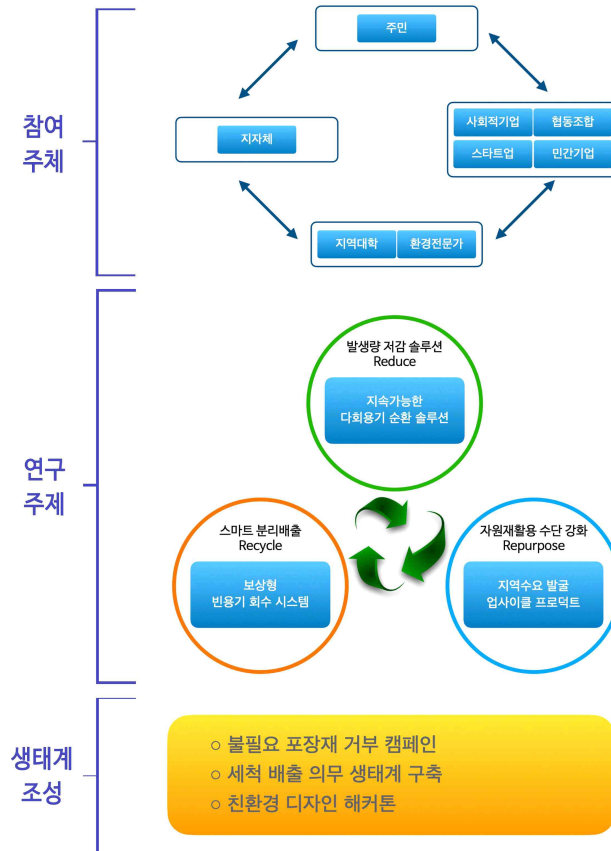 참여
주체
주민
지자체
사회적기업 협동조합
스타트업 민간기업
지역대학 환경전문가
연구
주제
발생량 저감 솔루션
Reduce
지속가능한
다회용기 순환 솔루션
스마트 분리배출
Recycle
보상형
빈용기 회수 시스템
자원재활용 수단 강화
Repurpose
지역수요 발굴
업사이클 프로덕트
생태계
조성
○ 불필요 포장재 거부 캠페인
○ 세척 배출 의무 생태계 구축
○ 친환경 디자인 해커톤